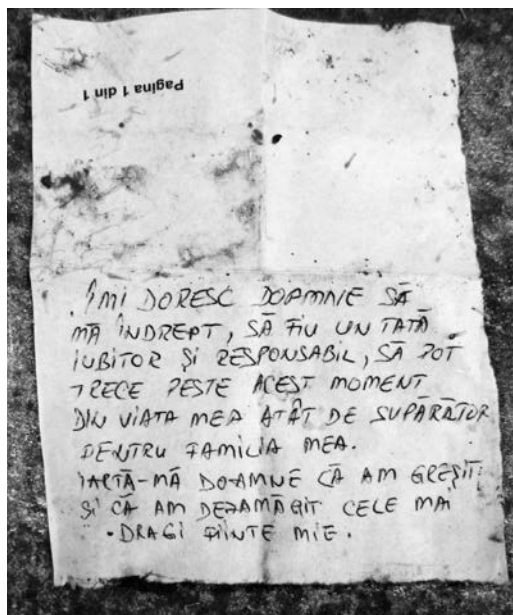 Pagina 1 din 1
ÎMI DORESC DOAMNE SĂ
MĂ ÎNDREPT, SĂ FIU UN TATĂ
IUBITOR ȘI RESPONSABIL, SĂ POT
TRECE PESTE ACEST MOMENT
DIN VIATA MEA ATÂT DE SUPĂRĂTOR
PENTRU FAMILIA MEA.
IARTĂ-MĂ DOAMNE CĂ AM GREȘIT
ȘI CĂ AM DEZAMĂGIT CELE MAI
DRAGI FIINTE MIE.